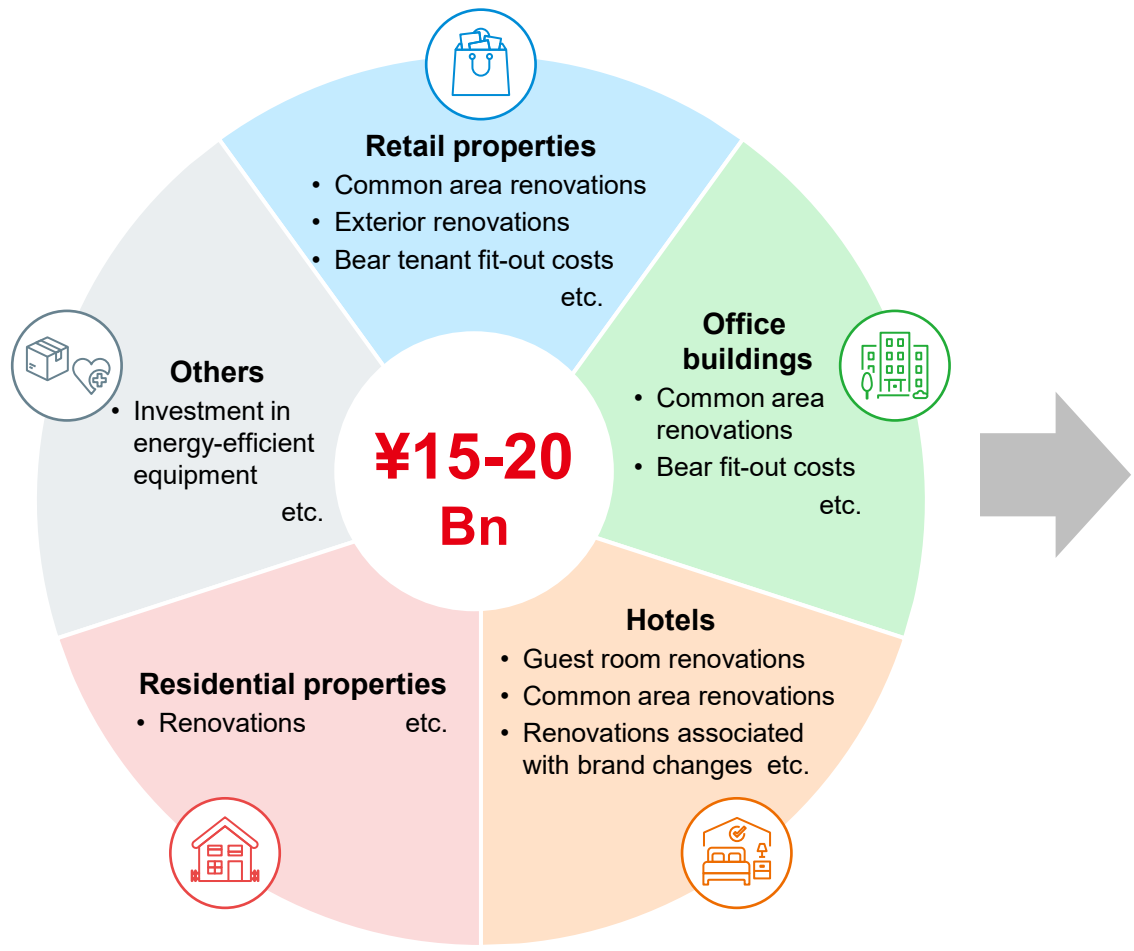 Retail properties
• Common area renovations
• Exterior renovations
• Bear tenant fit-out costs
etc.
Office
buildings
• Common area
renovations
• Bear fit-out costs
etc.
Others
• Investment in
energy-efficient
equipment
etc.
¥15-20
Bn
Hotels
• Guest room renovations
• Common area renovations
• Renovations associated
with brand changes etc.
Residential properties
• Renovations etc.